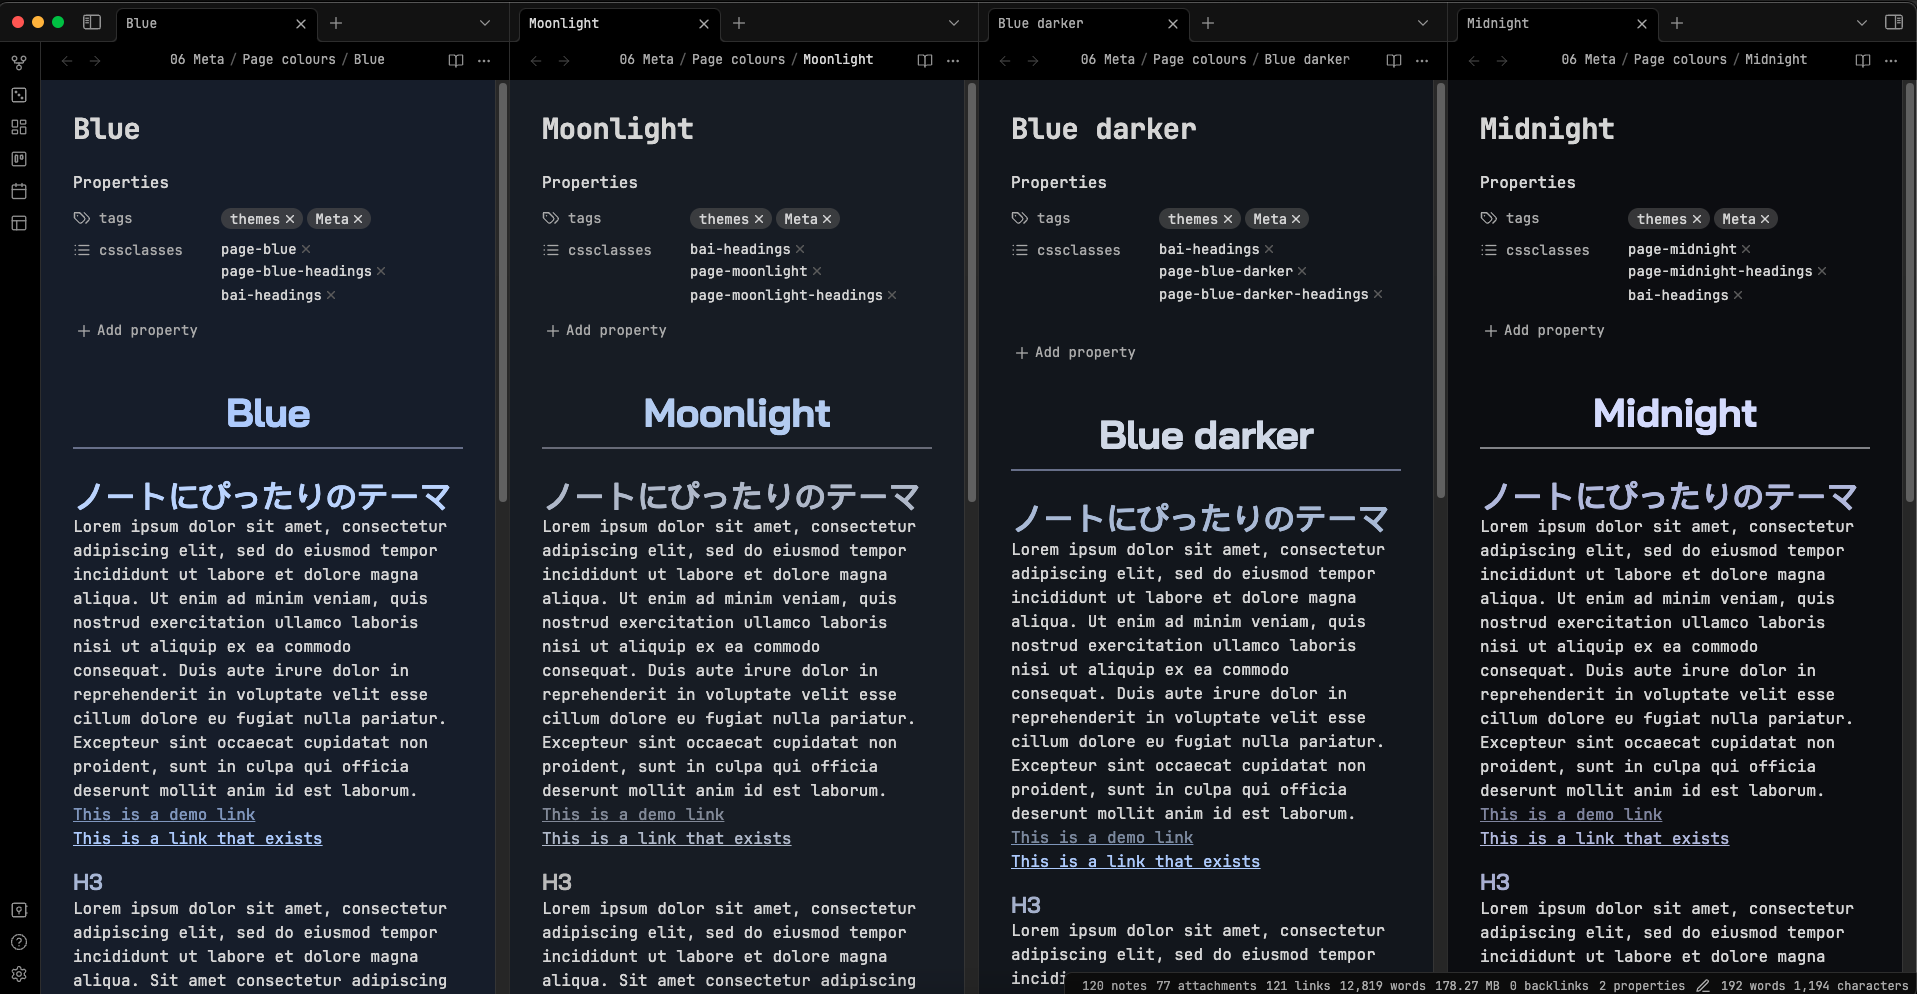 Blue
Moonlight
Blue darker
Midnight
06 Meta / Page colours / Blue
06 Meta / Page colours / Moonlight
06 Meta / Page colours / Blue darker
06 Meta / Page colours / Midnight
Blue
Properties
tags
themes
Meta
cssclasses
page-blue
page-blue-headings
bai-headings
Add property
Blue
ノートにぴったりのテーマ
Lorem ipsum dolor sit amet, consectetur
adipiscing elit, sed do eiusmod tempor
incididunt ut labore et dolore magna
aliqua. Ut enim ad minim veniam, quis
nostrud exercitation ullamco laboris
nisi ut aliquip ex ea commodo
consequat. Duis aute irure dolor in
reprehenderit in voluptate velit esse
cillum dolore eu fugiat nulla pariatur.
Excepteur sint occaecat cupidatat non
proident, sunt in culpa qui officia
deserunt mollit anim id est laborum.
This is a demo link
This is a link that exists
H3
Lorem ipsum dolor sit amet, consectetur
adipiscing elit, sed do eiusmod tempor
incididunt ut labore et dolore magna
aliqua. Sit amet consectetur adipiscing
Moonlight
Properties
tags
themes
Meta
cssclasses
bai-headings
page-moonlight
page-moonlight-headings
Add property
Moonlight
ノートにぴったりのテーマ
Lorem ipsum dolor sit amet, consectetur
adipiscing elit, sed do eiusmod tempor
incididunt ut labore et dolore magna
aliqua. Ut enim ad minim veniam, quis
nostrud exercitation ullamco laboris
nisi ut aliquip ex ea commodo
consequat. Duis aute irure dolor in
reprehenderit in voluptate velit esse
cillum dolore eu fugiat nulla pariatur.
Excepteur sint occaecat cupidatat non
proident, sunt in culpa qui officia
deserunt mollit anim id est laborum.
This is a demo link
This is a link that exists
H3
Lorem ipsum dolor sit amet, consectetur
adipiscing elit, sed do eiusmod tempor
incididunt ut labore et dolore magna
aliqua. Sit amet consectetur adipiscing
Blue darker
Properties
tags
themes
Meta
cssclasses
bai-headings
page-blue-darker
page-blue-darker-headings
Add property
Blue darker
ノートにぴったりのテーマ
Lorem ipsum dolor sit amet, consectetur
adipiscing elit, sed do eiusmod tempor
incididunt ut labore et dolore magna
aliqua. Ut enim ad minim veniam, quis
nostrud exercitation ullamco laboris
nisi ut aliquip ex ea commodo
consequat. Duis aute irure dolor in
reprehenderit in voluptate velit esse
cillum dolore eu fugiat nulla pariatur.
Excepteur sint occaecat cupidatat non
proident, sunt in culpa qui officia
deserunt mollit anim id est laborum.
This is a demo link
This is a link that exists
H3
Lorem ipsum dolor sit amet, consectetur
adipiscing elit, sed do eiusmod tempor
incidi
Midnight
Properties
tags
themes
Meta
cssclasses
page-midnight
page-midnight-headings
bai-headings
Add property
Midnight
ノートにぴったりのテーマ
Lorem ipsum dolor sit amet, consectetur
adipiscing elit, sed do eiusmod tempor
incididunt ut labore et dolore magna
aliqua. Ut enim ad minim veniam, quis
nostrud exercitation ullamco laboris
nisi ut aliquip ex ea commodo
consequat. Duis aute irure dolor in
reprehenderit in voluptate velit esse
cillum dolore eu fugiat nulla pariatur.
Excepteur sint occaecat cupidatat non
proident, sunt in culpa qui officia
deserunt mollit anim id est laborum.
This is a demo link
This is a link that exists
H3
Lorem ipsum dolor sit amet, consectetur
adipiscing elit, sed do eiusmod tempor
incididunt ut labore et dolore magna
120 notes 77 attachments 121 links 12,819 words 178.27 MB 0 backlinks 2 properties 192 words 1,194 characters